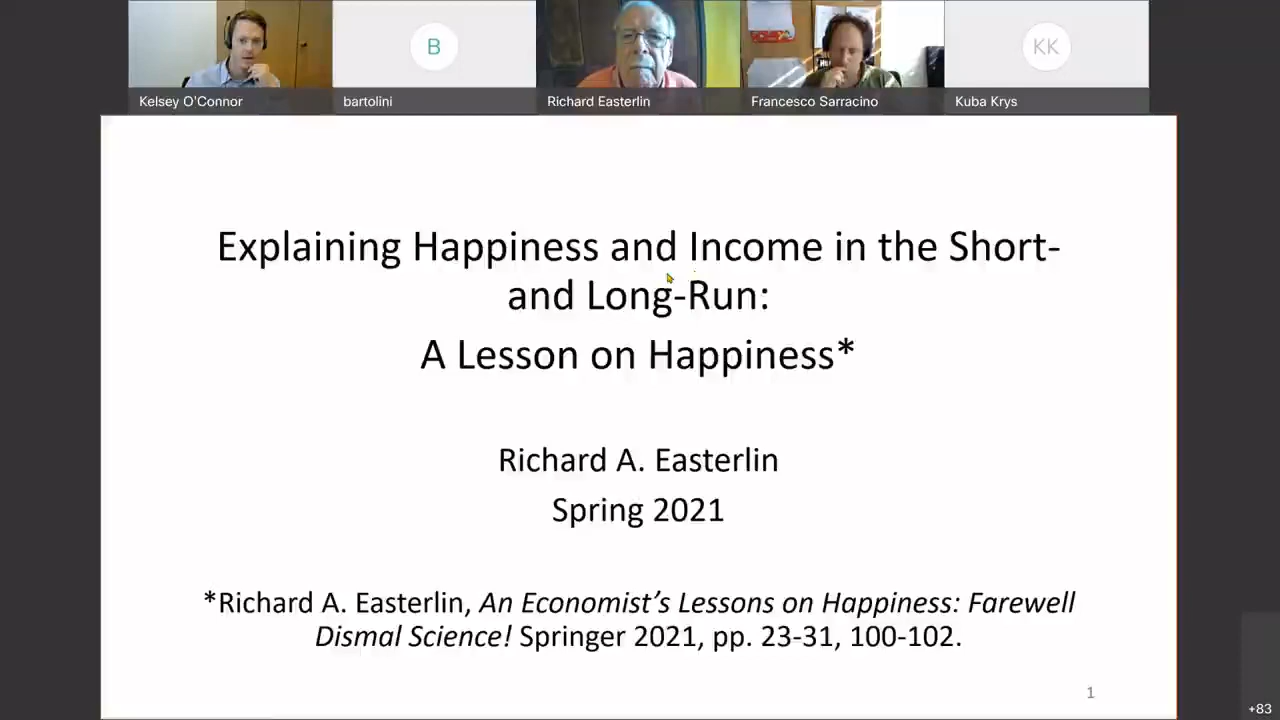 B
KK
Kelsey O'Connor
bartolini
Richard Easterlin
Francesco Sarracino
Kuba Krys
Explaining Happiness and Income in the Short-
and Long-Run:
A Lesson on Happiness*
Richard A. Easterlin
Spring 2021
*Richard A. Easterlin, An Economist’s Lessons on Happiness: Farewell
Dismal Science! Springer 2021, pp. 23-31, 100-102.
1
+83